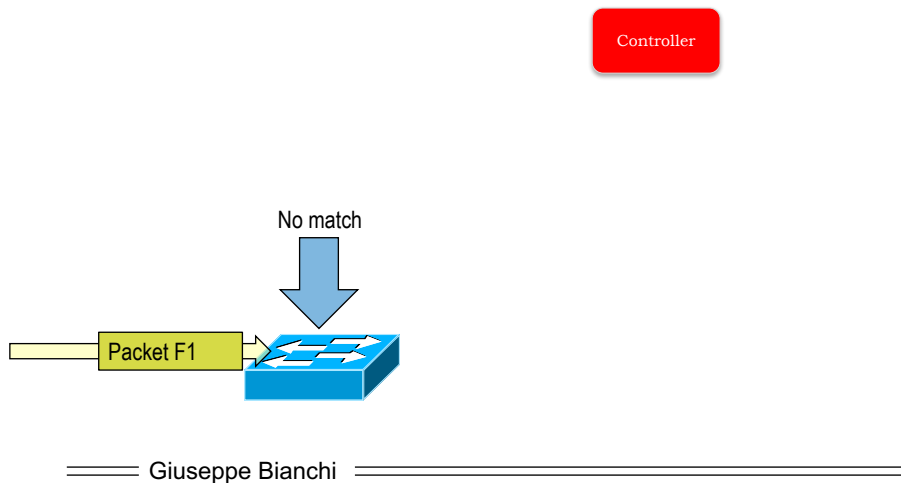 Controller
No match
Packet F1
Giuseppe Bianchi